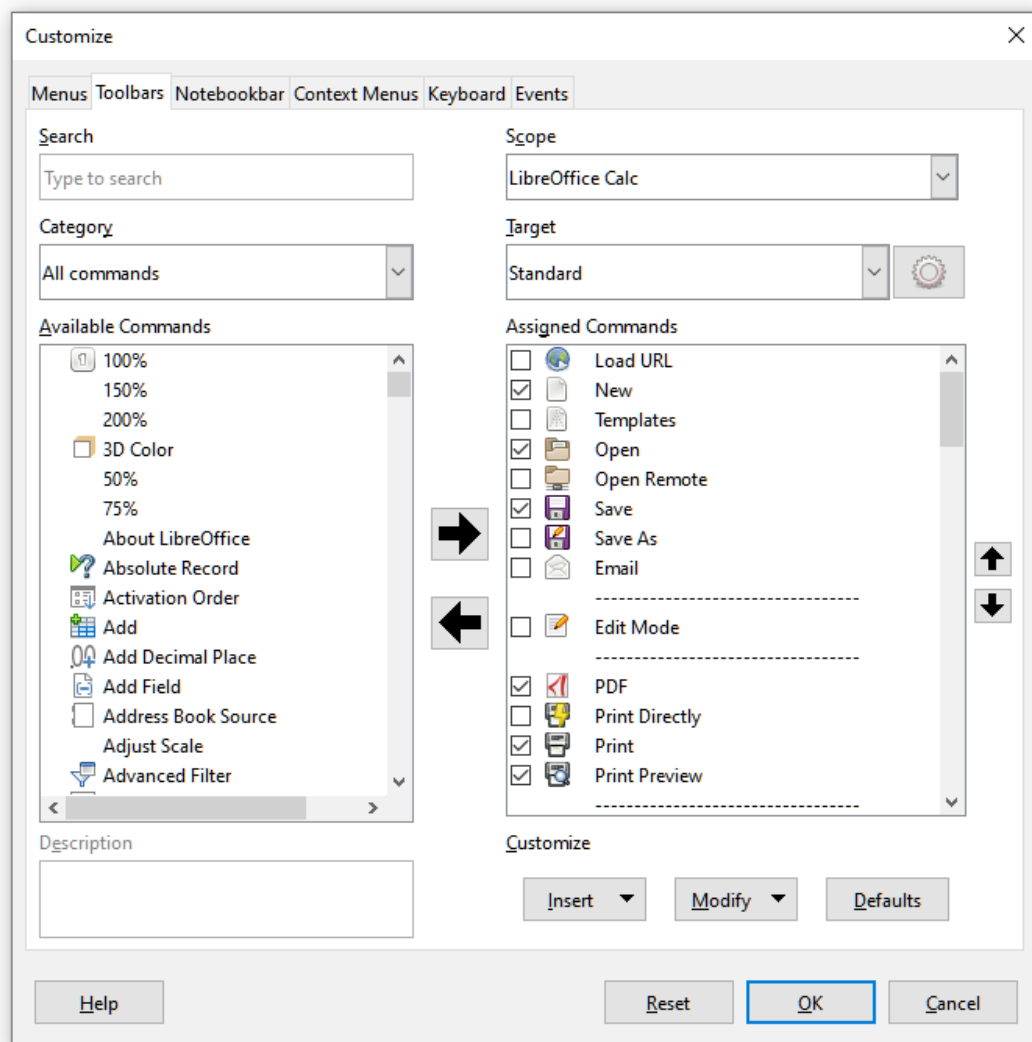 Customize
Menus Toolbars Notebookbar Context Menus Keyboard Events
Search
Type to search
Category
All commands
Available Commands
100%
150%
200%
3D Color
50%
75%
About LibreOffice
Absolute Record
Activation Order
Add
Add Decimal Place
Add Field
Address Book Source
Adjust Scale
Advanced Filter
Description
Scope
LibreOffice Calc
Target
Standard
Assigned Commands
Load URL
New
Templates
Open
Open Remote
Save
Save As
Email
----------------------------------
Edit Mode
----------------------------------
PDF
Print Directly
Print
Print Preview
----------------------------------
Customize
Insert Modify Defaults
Help Reset OK Cancel